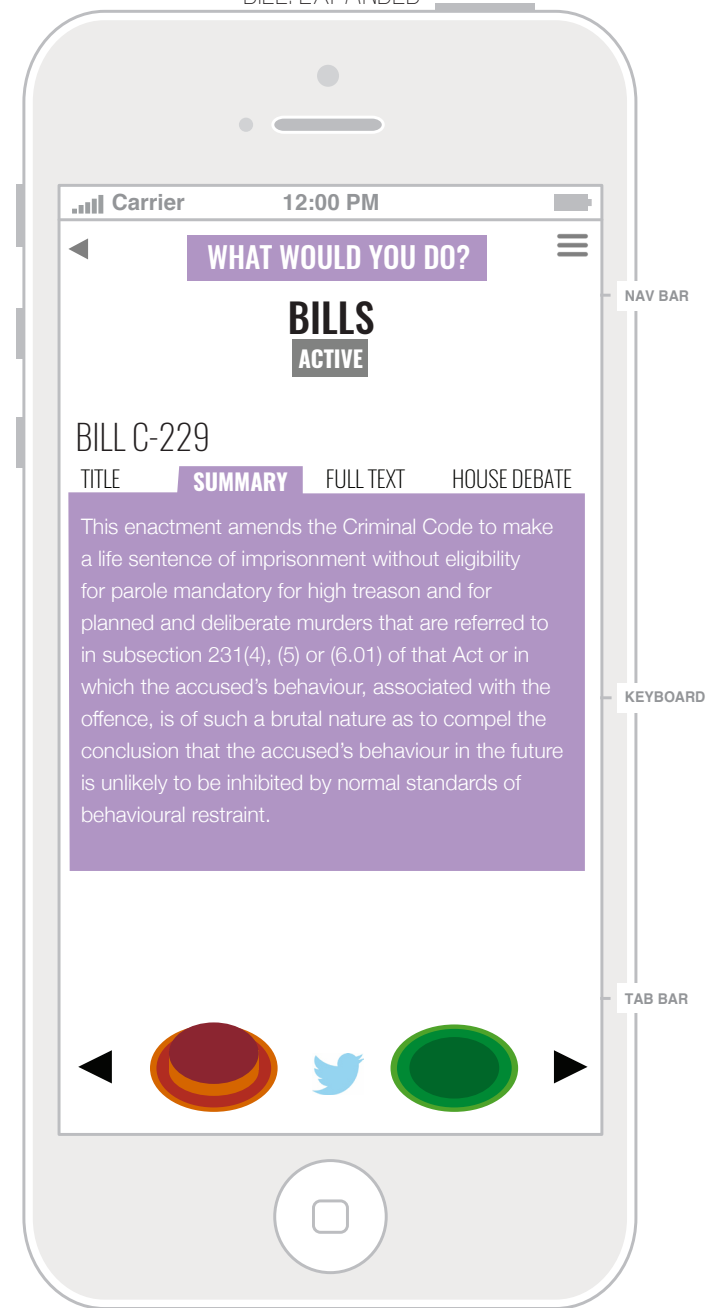 BILL: EXPANDED
Carrier 12:00 PM
WHAT WOULD YOU DO?
NAV BAR
BILLS
ACTIVE
BILL C-229
TITLE SUMMARY FULL TEXT HOUSE DEBATE
This enactment amends the Criminal Code to make
a life sentence of imprisonment without eligibility
for parole mandatory for high treason and for
planned and deliberate murders that are referred to
in subsection 231(4), (5) or (6.01) of that Act or in
which the accused’s behaviour, associated with the
offence, is of such a brutal nature as to compel the
conclusion that the accused’s behaviour in the future
is unlikely to be inhibited by normal standards of
behavioural restraint.
KEYBOARD
TAB BAR